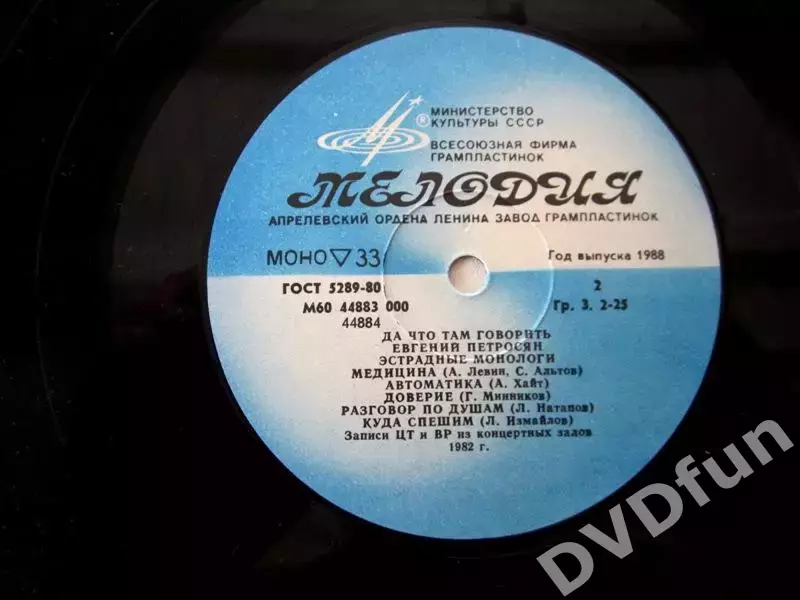 МИНИСТЕРСТВО
КУЛЬТУРЫ СССР
®
ВСЕСОЮЗНАЯ ФИРМА
ГРАМПЛАСТИНОК
МЕЛОДИЯ
АПРЕЛЕВСКИЙ ОРДЕНА ЛЕНИНА ЗАВОД ГРАМПЛАСТИНОК
МОНО ▽ 33
Год выпуска 1988
ГОСТ 5289-80
2
М60 44883 000
Гр. 3. 2-25
44884
ДА ЧТО ТАМ ГОВОРИТЬ
ЕВГЕНИЙ ПЕТРОСЯН
ЭСТРАДНЫЕ МОНОЛОГИ
МЕДИЦИНА (А. Левин, С. Альтов)
АВТОМАТИКА (А. Хайт)
ДОВЕРИЕ (Г. Минников)
РАЗГОВОР ПО ДУШАМ (Л. Натапов)
КУДА СПЕШИМ (Л. Измайлов)
Записи ЦТ и ВР из концертных залов
1982 г.
DVDfun